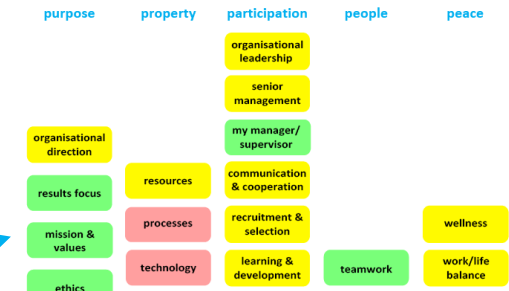 purpose
property
participation
people
peace
organisational
leadership
senior
management
organisational
direction
my manager/
supervisor
resources
communication
& cooperation
results focus
processes
recruitment &
selection
wellness
mission &
values
technology
learning &
development
teamwork
work/life
balance
ethics